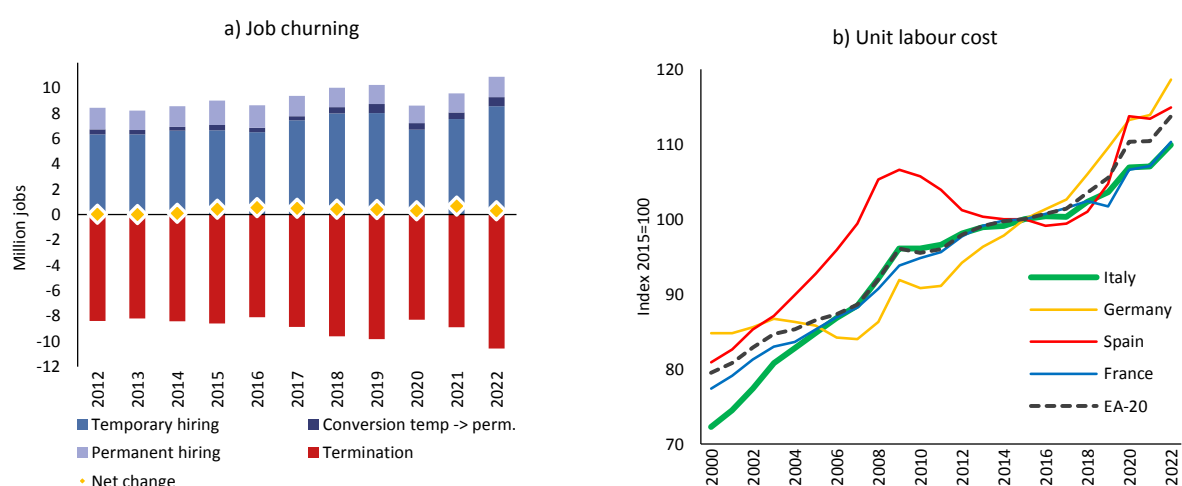 a) Job churning
Million jobs
10
8
6
4
2
0
-2
-4
-6
-8
-10
-12
2012
2013
2014
2015
2016
2017
2018
2019
2020
2021
2022
Temporary hiring
Conversion temp -> perm.
Permanent hiring
Termination
Net change
b) Unit labour cost
Index 2015=100
120
110
100
90
80
70
2000
2002
2004
2006
2008
2010
2012
2014
2016
2018
2020
2022
Italy
Germany
Spain
France
EA-20